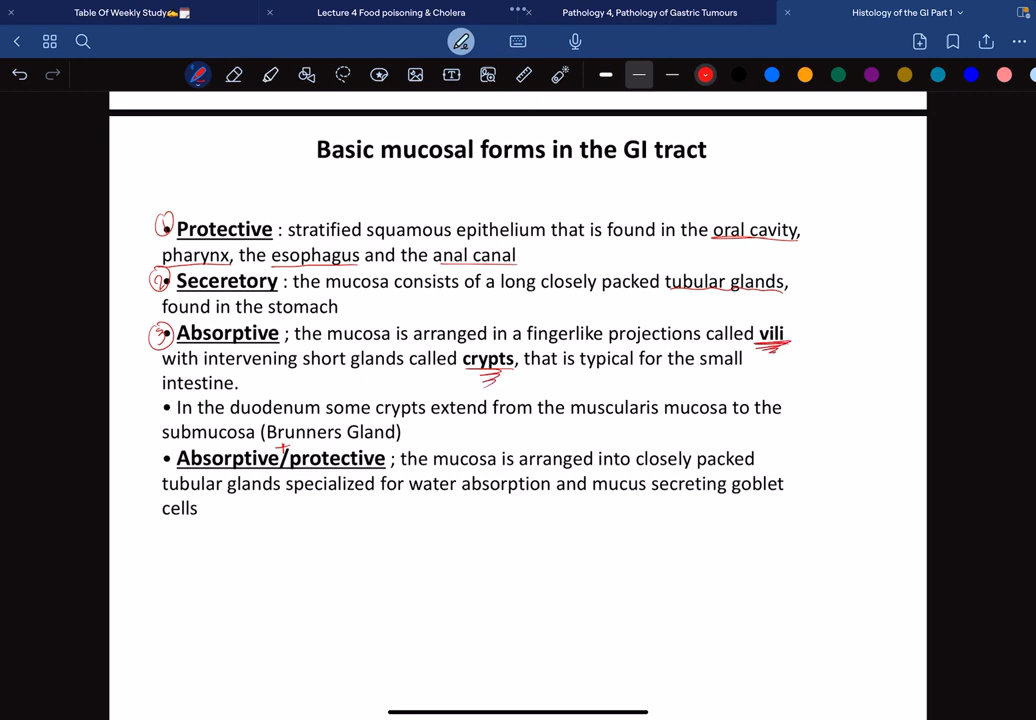 Table Of Weekly Study✍️🗓️
Lecture 4 Food poisoning & Cholera
Pathology 4, Pathology of Gastric Tumours
Histology of the GI Part 1
Basic mucosal forms in the GI tract
① • Protective : stratified squamous epithelium that is found in the oral cavity,
pharynx, the esophagus and the anal canal
② • Seceretory : the mucosa consists of a long closely packed tubular glands,
found in the stomach
③ • Absorptive ; the mucosa is arranged in a fingerlike projections called vili
with intervening short glands called crypts, that is typical for the small
intestine.
• In the duodenum some crypts extend from the muscularis mucosa to the
submucosa (Brunners Gland)
+
• Absorptive/protective ; the mucosa is arranged into closely packed
tubular glands specialized for water absorption and mucus secreting goblet
cells